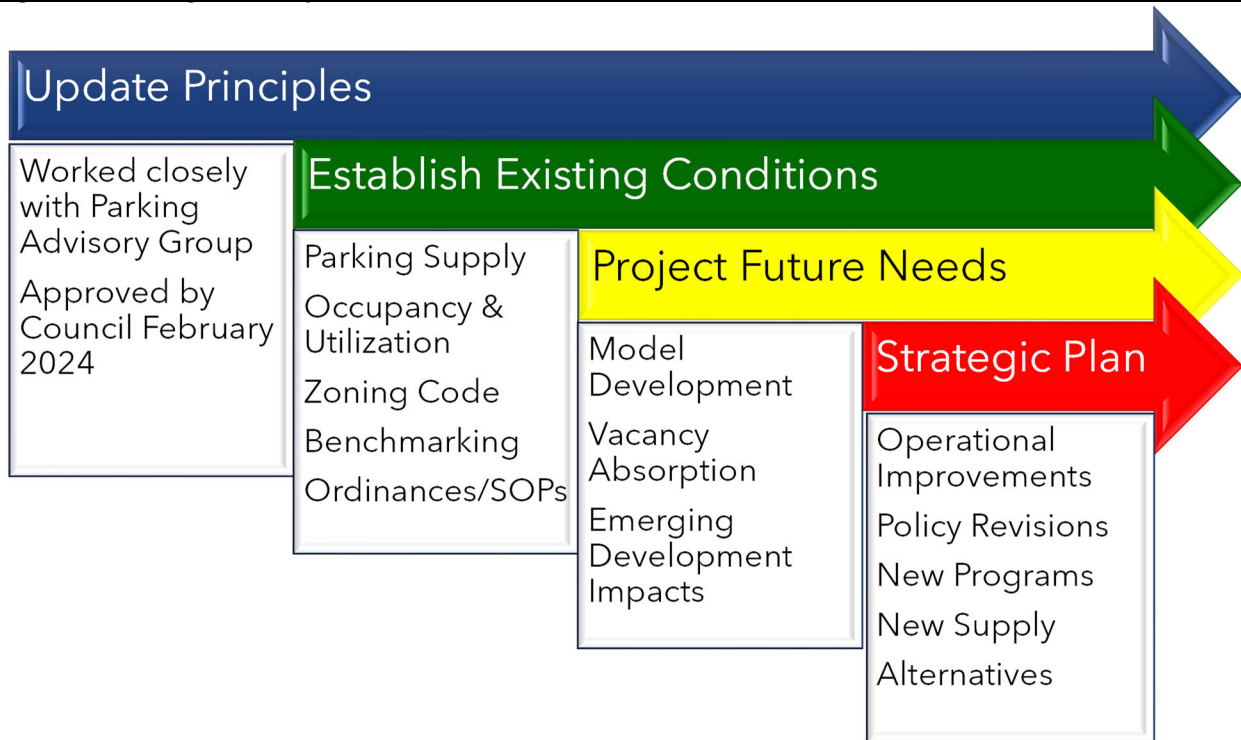 Update Principles
Worked closely
with Parking
Advisory Group
Approved by
Council February
2024
Establish Existing Conditions
Parking Supply
Occupancy &
Utilization
Zoning Code
Benchmarking
Ordinances/SOPs
Project Future Needs
Model
Development
Vacancy
Absorption
Emerging
Development
Impacts
Strategic Plan
Operational
Improvements
Policy Revisions
New Programs
New Supply
Alternatives